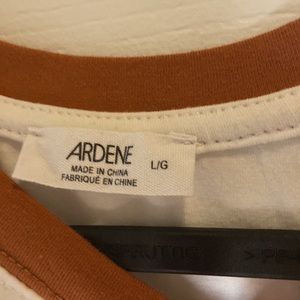 ARDENE
MADE IN CHINA
FABRIQUÉ EN CHINE
L/G